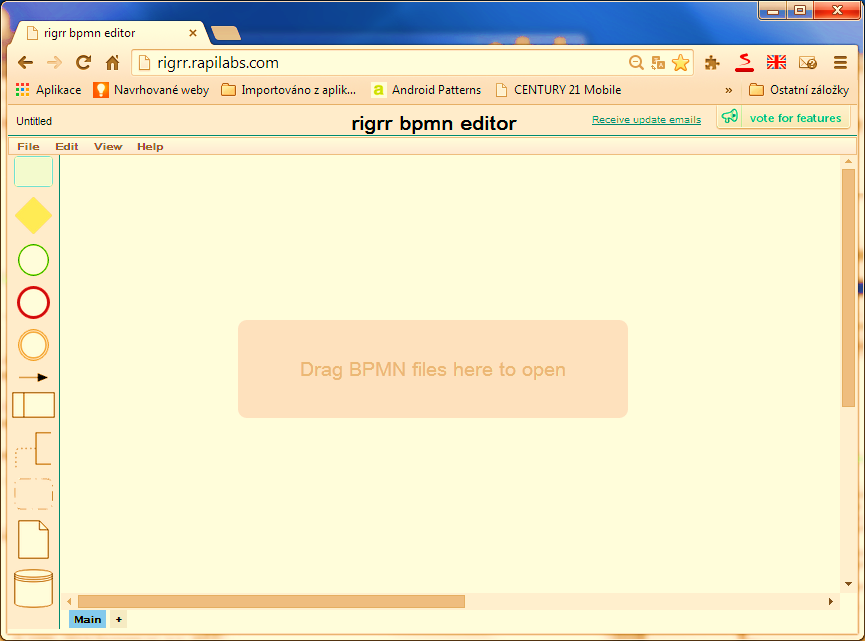 rigrr bpmn editor
rigrr.rapilabs.com
Aplikace Navrhované weby Importováno z aplik... a Android Patterns CENTURY 21 Mobile » Ostatní záložky
Untitled rigrr bpmn editor Receive update emails vote for features
File Edit View Help
Drag BPMN files here to open
Main +